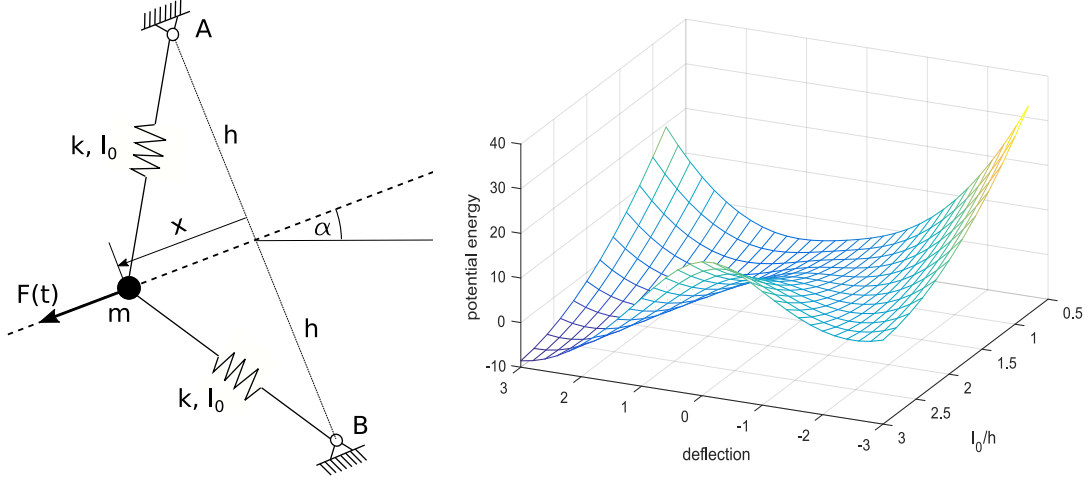 A
h
k, l₀
x
α
F(t)
m
h
k, l₀
B
potential energy
40
30
20
10
0
-10
3
2
1
0
-1
-2
-3
deflection
3
2.5
2
1.5
1
0.5
l₀/h